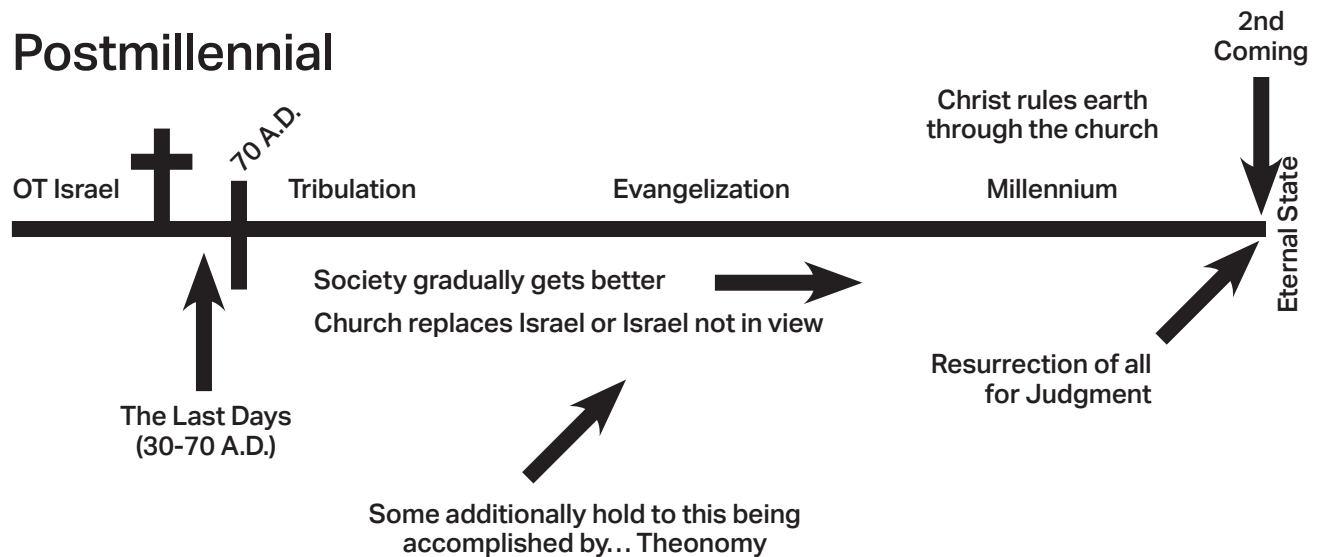 Postmillennial
2nd
Coming
Christ rules earth
through the church
70 A.D.
OT Israel
Tribulation
Evangelization
Millennium
Eternal State
Society gradually gets better
Church replaces Israel or Israel not in view
Resurrection of all
for Judgment
The Last Days
(30-70 A.D.)
Some additionally hold to this being
accomplished by... Theonomy